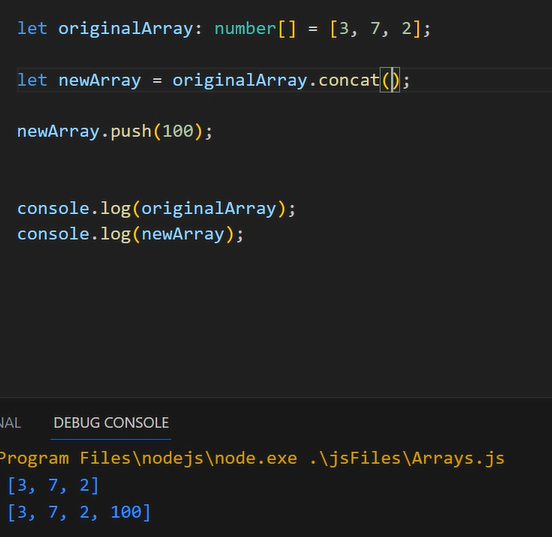 let originalArray: number[] = [3, 7, 2];
let newArray = originalArray.concat();
newArray.push(100);
console.log(originalArray);
console.log(newArray);
NAL DEBUG CONSOLE
Program Files\nodejs\node.exe .\jsFiles\Arrays.js
[3, 7, 2]
[3, 7, 2, 100]